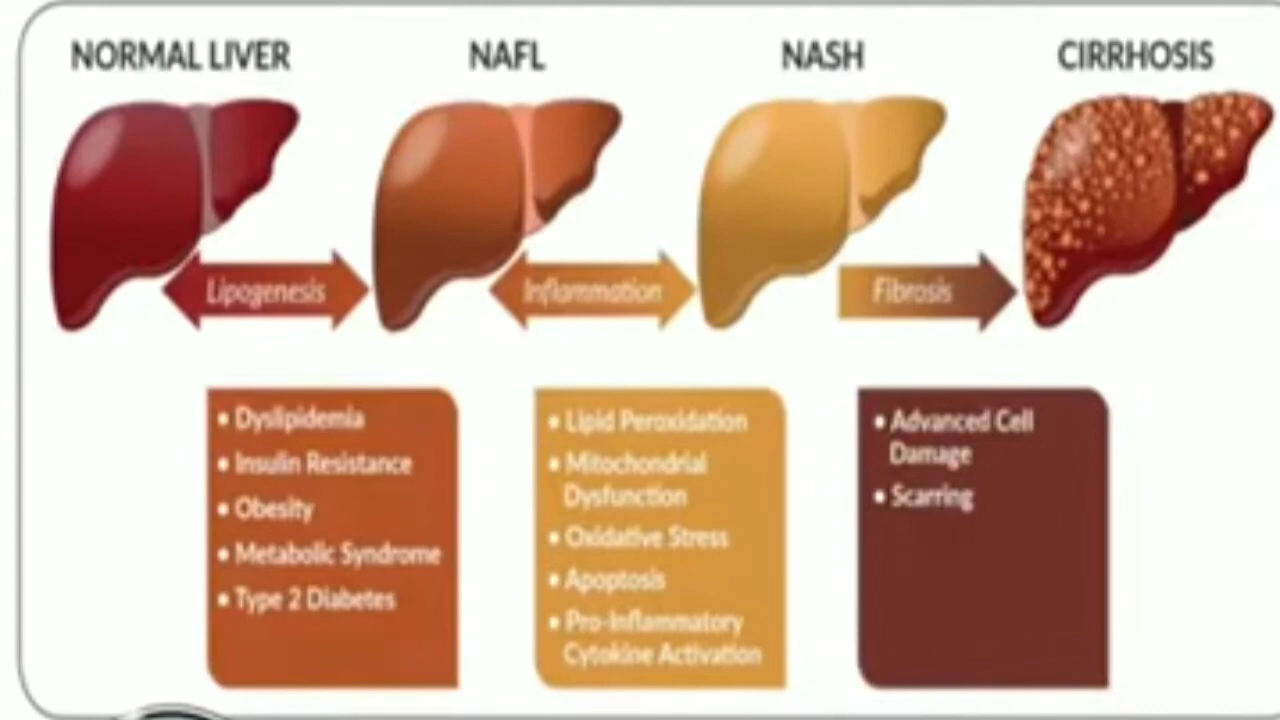 NORMAL LIVER
NAFL
NASH
CIRRHOSIS
Lipogenesis
Inflammation
Fibrosis
• Dyslipidemia
• Insulin Resistance
• Obesity
• Metabolic Syndrome
• Type 2 Diabetes
• Lipid Peroxidation
• Mitochondrial
Dysfunction
• Oxidative Stress
• Apoptosis
• Pro-Inflammatory
Cytokine Activation
• Advanced Cell
Damage
• Scarring